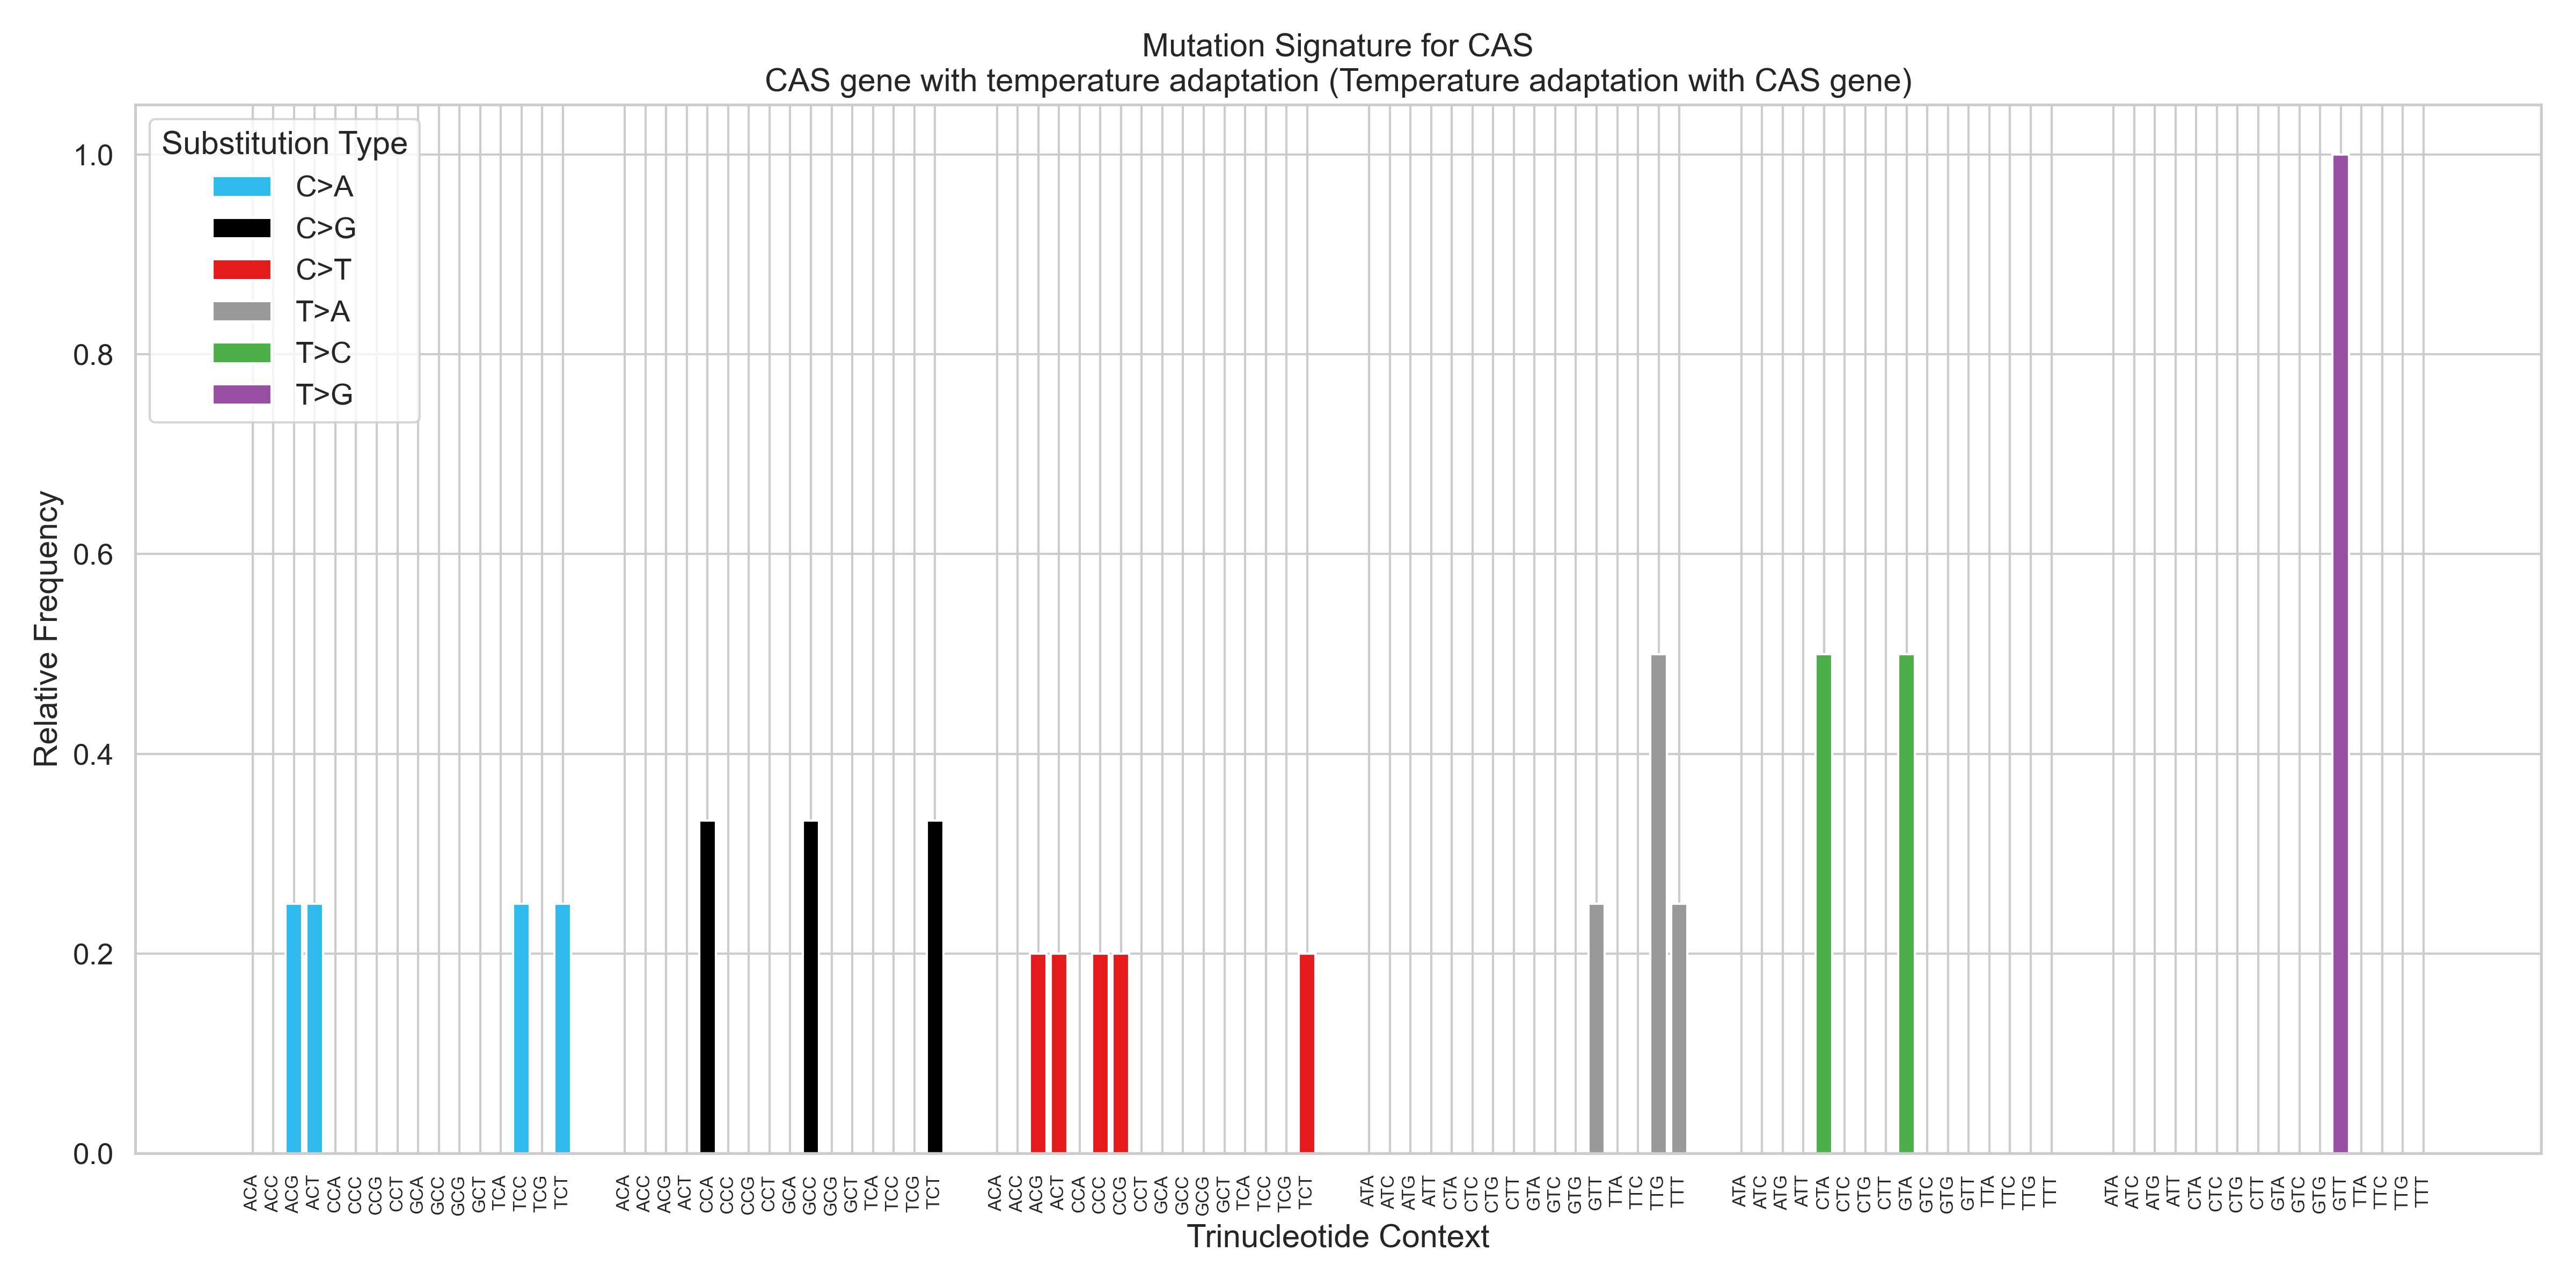 Mutation Signature for CAS
CAS gene with temperature adaptation (Temperature adaptation with CAS gene)
Substitution Type
C>A
C>G
C>T
T>A
T>C
T>G
Relative Frequency
1.0
0.8
0.6
0.4
0.2
0.0
ACA ACC ACG ACT CCA CCC CCG CCT GCA GCC GCG GCT TCA TCC TCG TCT ACA ACC ACG ACT CCA CCC CCG CCT GCA GCC GCG GCT TCA TCC TCG TCT ACA ACC ACG ACT CCA CCC CCG CCT GCA GCC GCG GCT TCA TCC TCG TCT ATA ATC ATG ATT CTA CTC CTG CTT GTA GTC GTG GTT TTA TTC TTG TTT ATA ATC ATG ATT CTA CTC CTG CTT GTA GTC GTG GTT TTA TTC TTG TTT ATA ATC ATG ATT CTA CTC CTG CTT GTA GTC GTG GTT TTA TTC TTG TTT
Trinucleotide Context